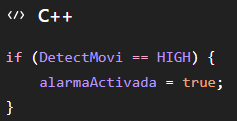 </> C++
if (DetectMovi == HIGH) {
    alarmaActivada = true;
}